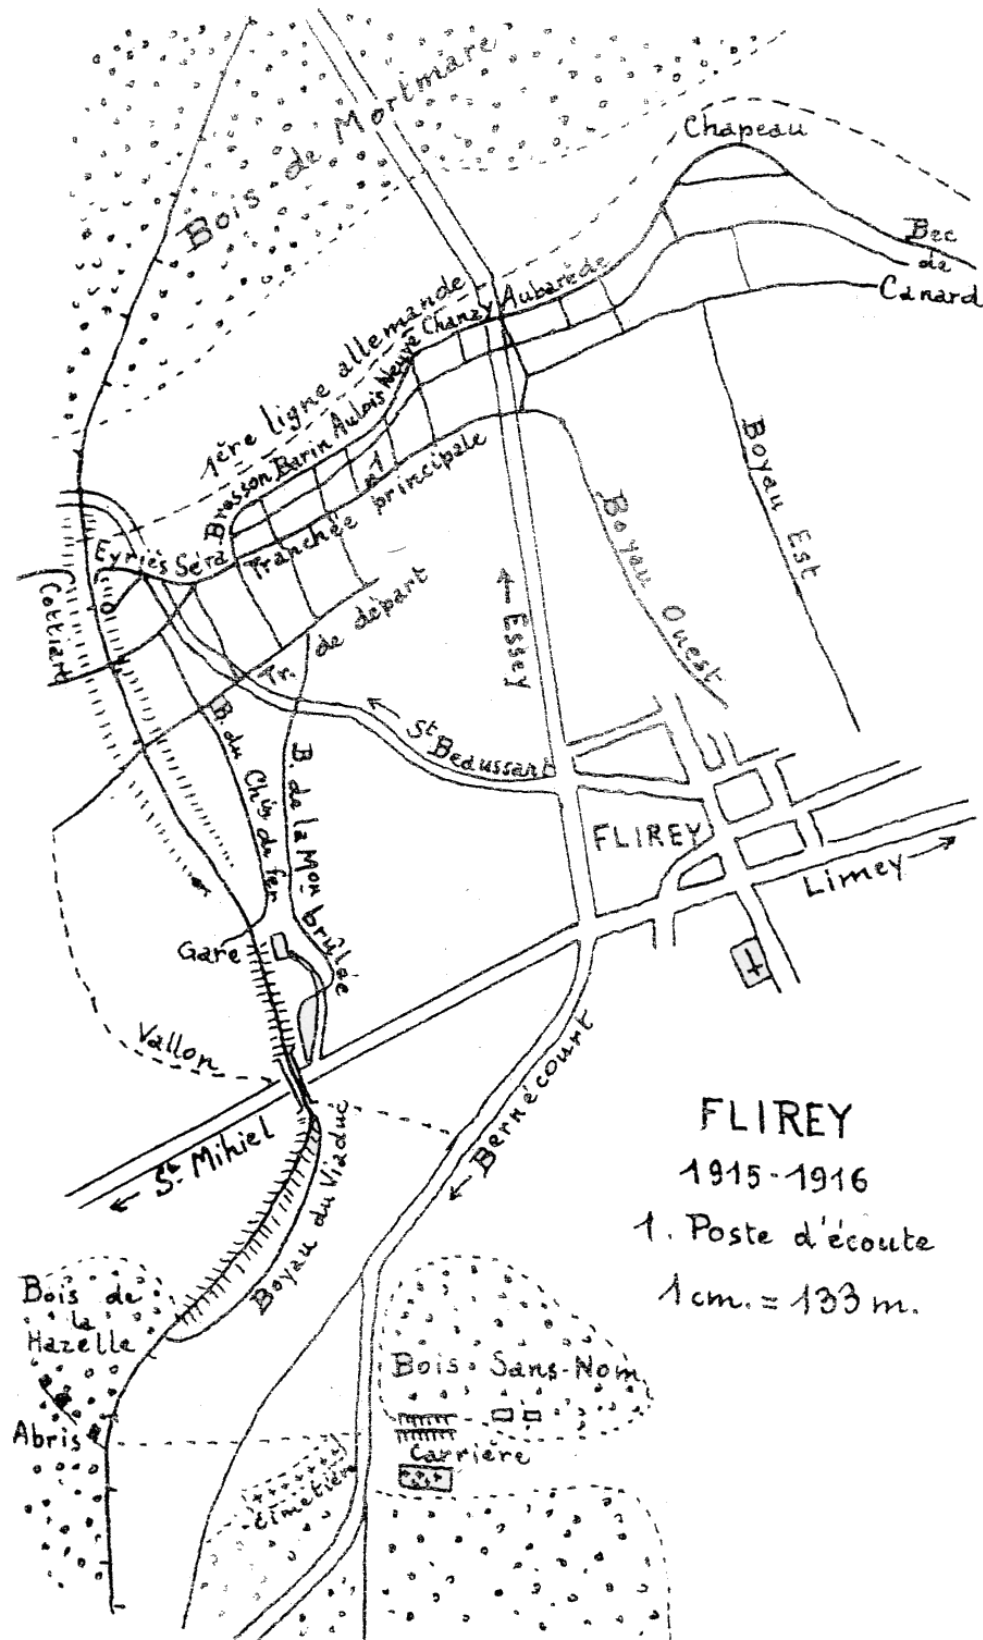 Bois de Mortmare
Chapeau
Bec
de
Canard
1ère ligne allemande
Eyriès Séra Brasson Barin Aulois Neuve Chanzy Aubarède
n°1
Tranchée principale
Tr. de départ
Cottiart
Boyau Est
Boyau Ouest
← Essey
← St Beaussart
B. du Chin de fer
B. de la Mon brûlée
FLIREY
Limey →
Gare
Vallon
← St Mihiel
← Bernécourt
Boyau du Viaduc
FLIREY
1915-1916
1. Poste d'écoute
1 cm. = 133 m.
Bois de
la
Hazelle
Abris
Bois Sans-Nom
Carrière
Cimetière